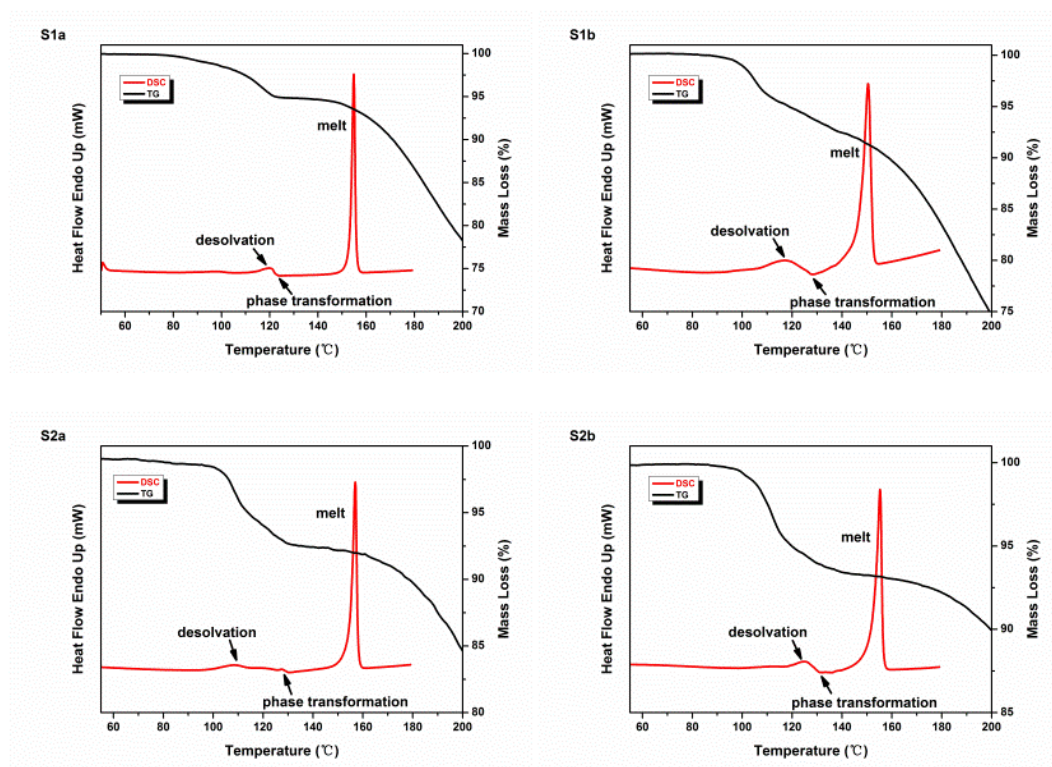 S1a
DSC
TG
melt
desolvation
phase transformation
Heat Flow Endo Up (mW)
Mass Loss (%)
100
95
90
85
80
75
70
60 80 100 120 140 160 180 200
Temperature (℃)
S1b
DSC
TG
melt
desolvation
phase transformation
Heat Flow Endo Up (mW)
Mass Loss (%)
100
95
90
85
80
75
60 80 100 120 140 160 180 200
Temperature (℃)
S2a
DSC
TG
melt
desolvation
phase transformation
Heat Flow Endo Up (mW)
Mass Loss (%)
100
95
90
85
80
60 80 100 120 140 160 180 200
Temperature (℃)
S2b
DSC
TG
melt
desolvation
phase transformation
Heat Flow Endo Up (mW)
Mass Loss (%)
100
95
90
85
60 80 100 120 140 160 180 200
Temperature (℃)